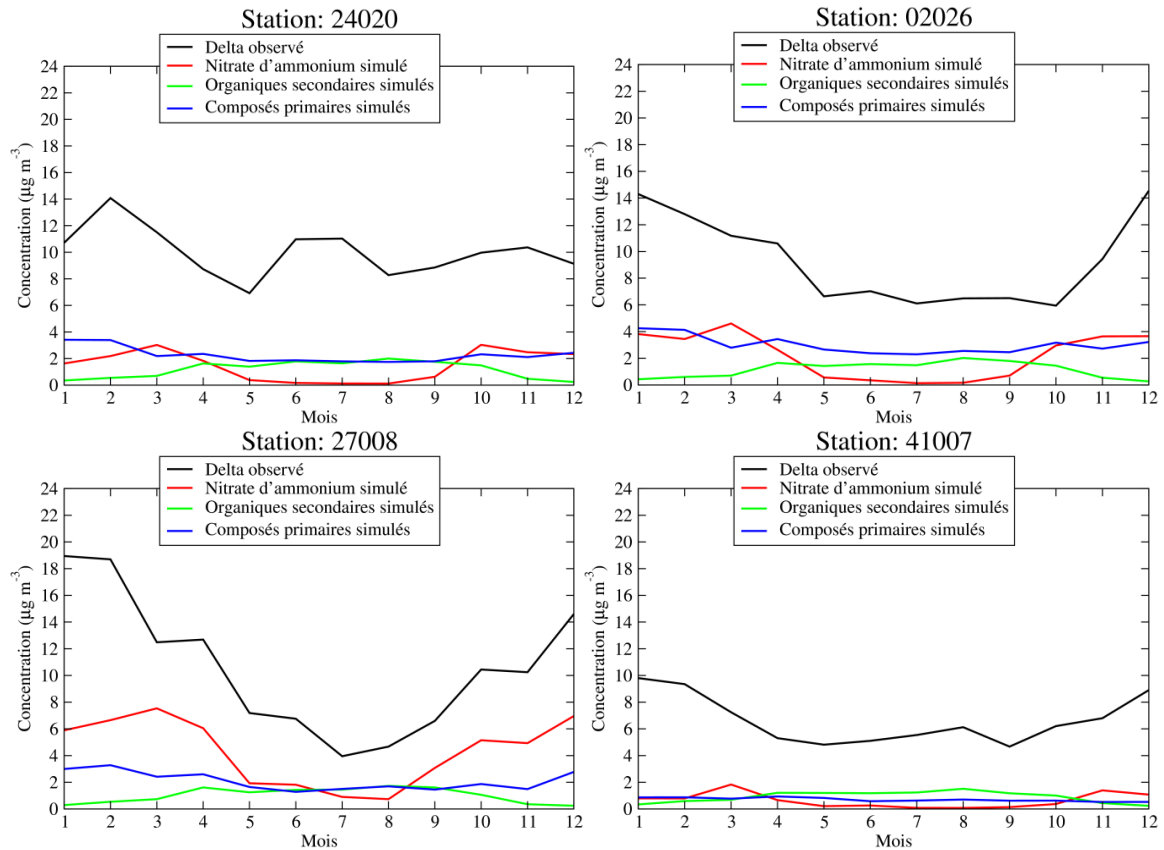 Station: 24020
Delta observé
Nitrate d'ammonium simulé
Organiques secondaires simulés
Composés primaires simulés
24
22
20
18
16
14
12
10
8
6
4
2
0
Concentration (µg m⁻³)
1 2 3 4 5 6 7 8 9 10 11 12
Mois
Station: 02026
Delta observé
Nitrate d'ammonium simulé
Organiques secondaires simulés
Composés primaires simulés
24
22
20
18
16
14
12
10
8
6
4
2
0
Concentration (µg m⁻³)
1 2 3 4 5 6 7 8 9 10 11 12
Mois
Station: 27008
Delta observé
Nitrate d'ammonium simulé
Organiques secondaires simulés
Composés primaires simulés
24
22
20
18
16
14
12
10
8
6
4
2
0
Concentration (µg m⁻³)
1 2 3 4 5 6 7 8 9 10 11 12
Mois
Station: 41007
Delta observé
Nitrate d'ammonium simulé
Organiques secondaires simulés
Composés primaires simulés
24
22
20
18
16
14
12
10
8
6
4
2
0
Concentration (µg m⁻³)
1 2 3 4 5 6 7 8 9 10 11 12
Mois